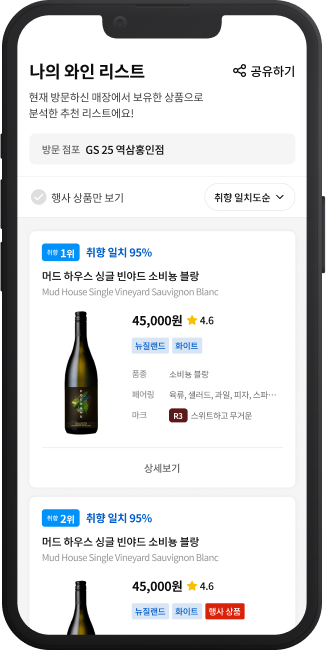 나의 와인 리스트
공유하기
현재 방문하신 매장에서 보유한 상품으로
분석한 추천 리스트에요!
방문 점포 GS 25 역삼홍인점
행사 상품만 보기
취향 일치도순
취향 1위 취향 일치 95%
머드 하우스 싱글 빈야드 소비뇽 블랑
Mud House Single Vineyard Sauvignon Blanc
45,000원 4.6
뉴질랜드 화이트
품종 소비뇽 블랑
페어링 육류, 샐러드, 과일, 피자, 스파…
마크 R3 스위트하고 무거운
상세보기
취향 2위 취향 일치 95%
머드 하우스 싱글 빈야드 소비뇽 블랑
Mud House Single Vineyard Sauvignon Blanc
45,000원 4.6
뉴질랜드 화이트 행사 상품